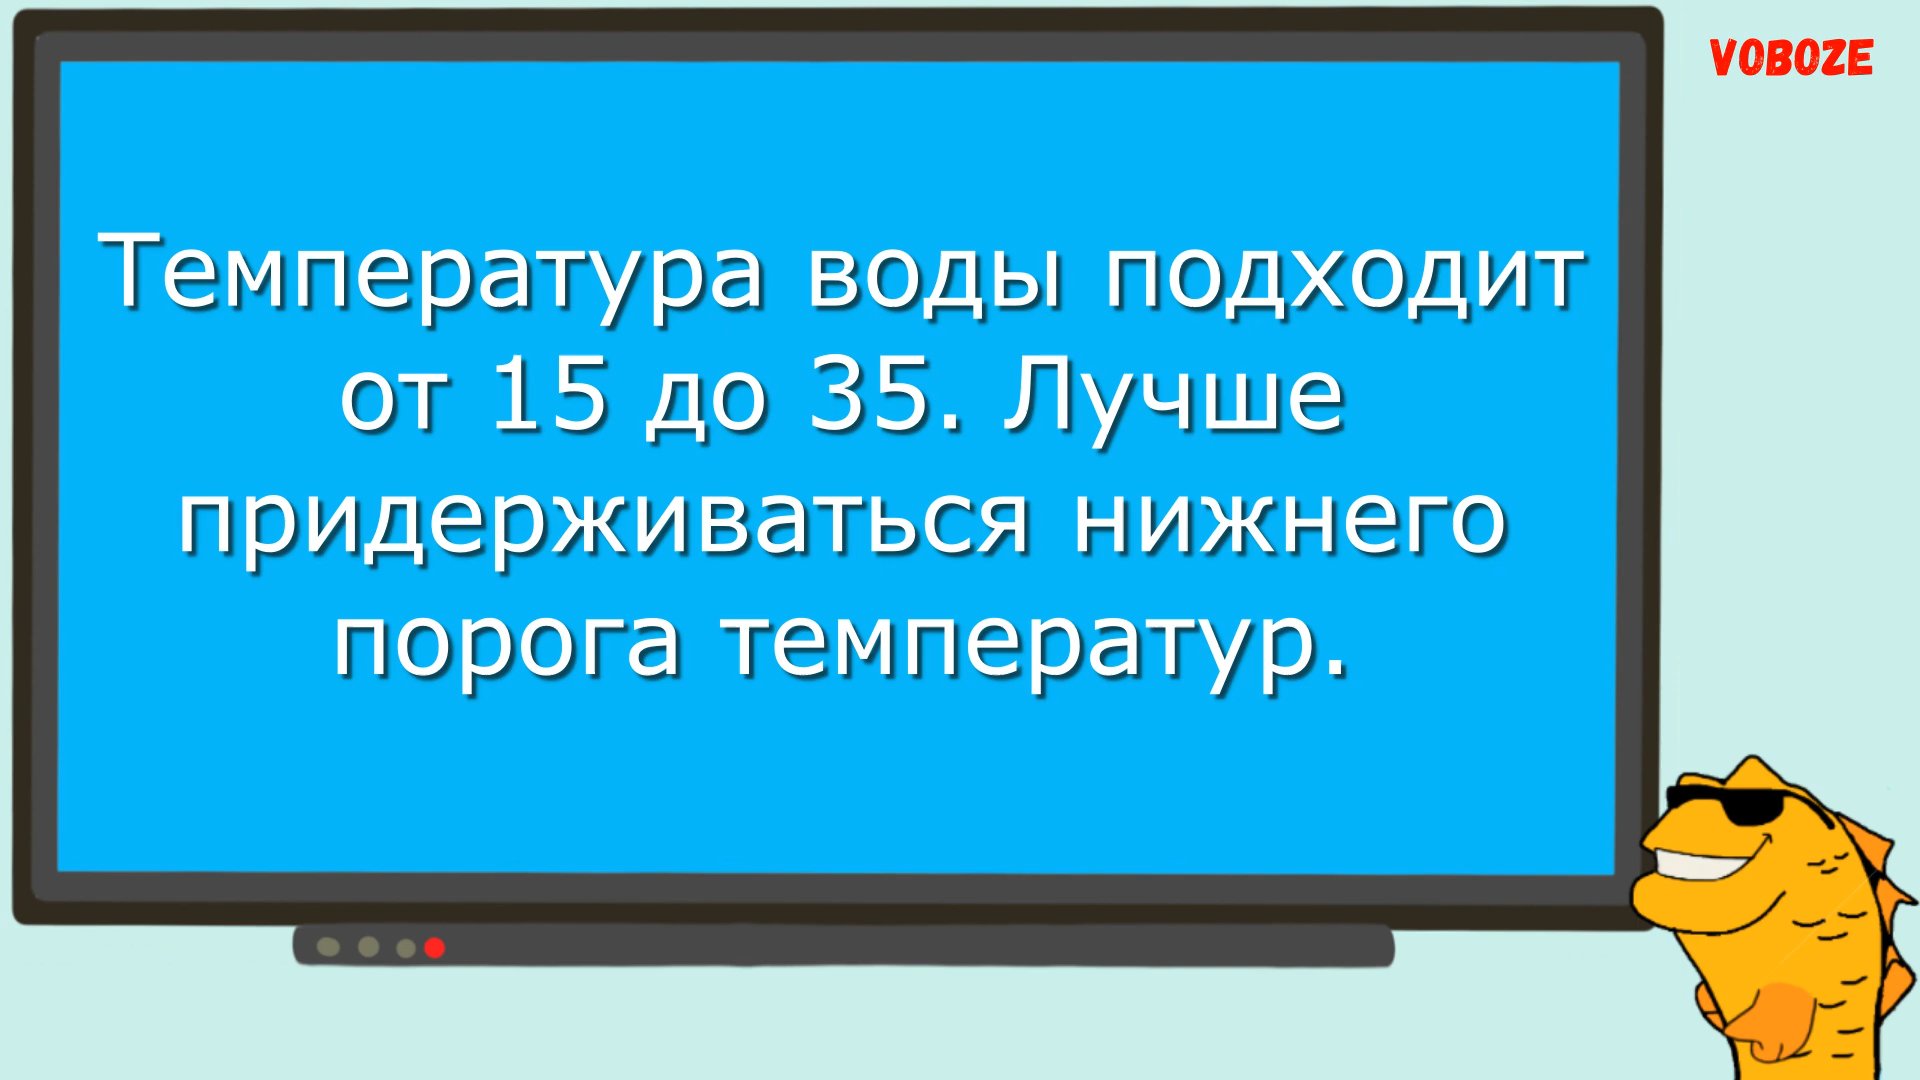 VOBOZE
Температура воды подходит
от 15 до 35. Лучше
придерживаться нижнего
порога температур.